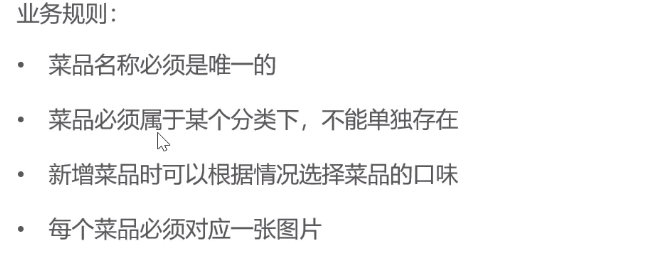 业务规则：
• 菜品名称必须是唯一的
• 菜品必须属于某个分类下，不能单独存在
• 新增菜品时可以根据情况选择菜品的口味
• 每个菜品必须对应一张图片